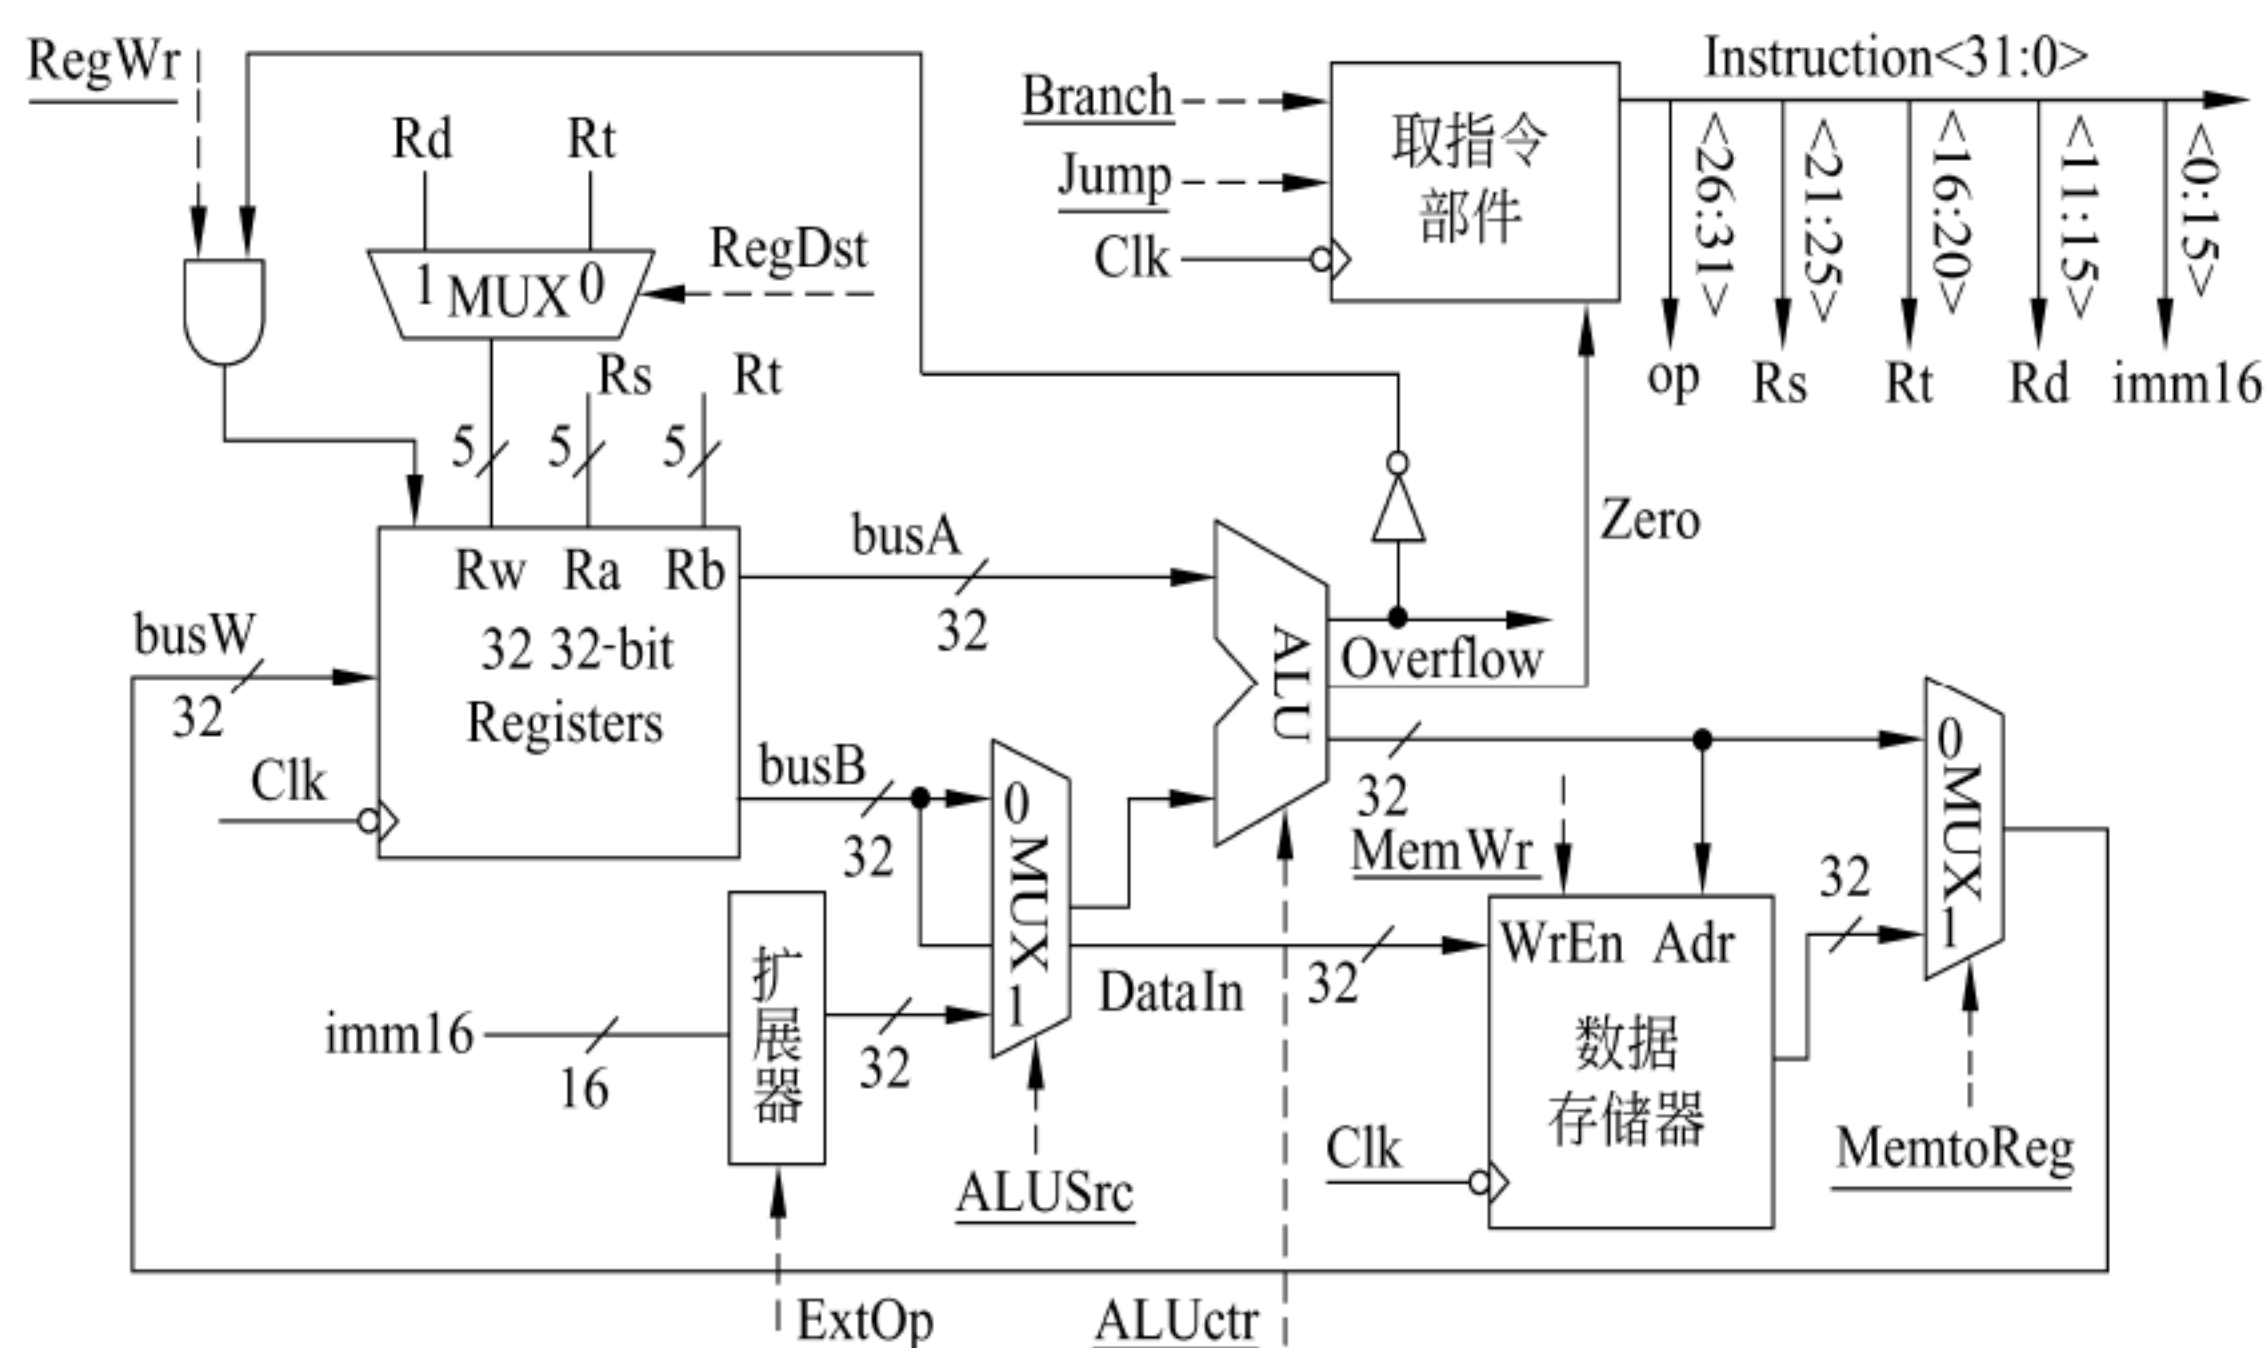 RegWr
Rd
Rt
1 MUX 0
RegDst
Branch
Jump
Clk
取指令
部件
Instruction<31:0>
<26:31>
<21:25>
<16:20>
<11:15>
<0:15>
op
Rs
Rt
Rd
imm16
Rs
Rt
5
5
5
Rw Ra Rb
32 32-bit
Registers
busW
32
Clk
busA
32
busB
32
0
MUX
1
ALU
Overflow
Zero
32
MemWr
WrEn Adr
数据
存储器
Clk
32
0
MUX
1
MemtoReg
DataIn
32
imm16
16
扩展器
32
ALUSrc
ExtOp
ALUctr